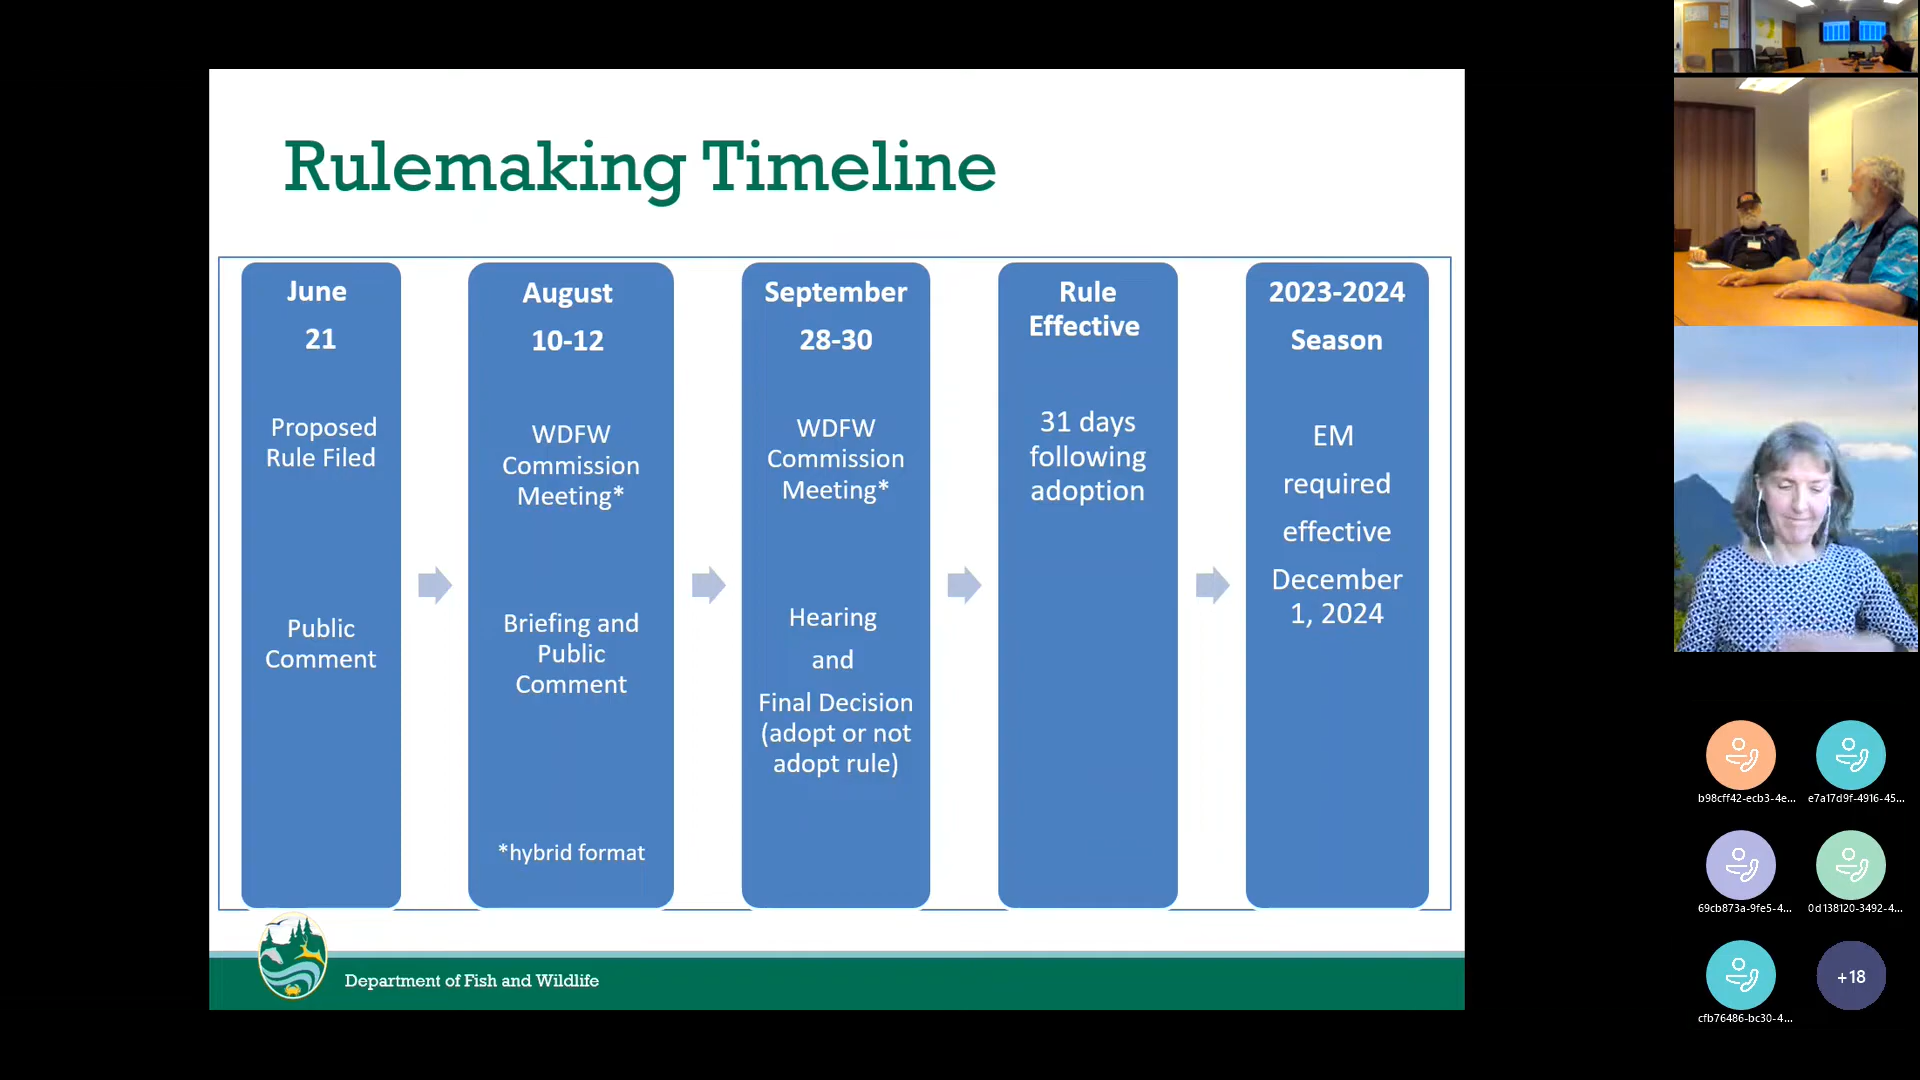 Rulemaking Timeline
June
21
Proposed
Rule Filed
Public
Comment
August
10-12
WDFW
Commission
Meeting*
Briefing and
Public
Comment
*hybrid format
September
28-30
WDFW
Commission
Meeting*
Hearing
and
Final Decision
(adopt or not
adopt rule)
Rule
Effective
31 days
following
adoption
2023-2024
Season
EM
required
effective
December
1, 2024
Department of Fish and Wildlife
b98cff42-ecb3-4e...
e7a17d9f-4916-45...
69cb873a-9fe5-4...
0d138120-3492-4...
cfb76486-bc30-4...
+18